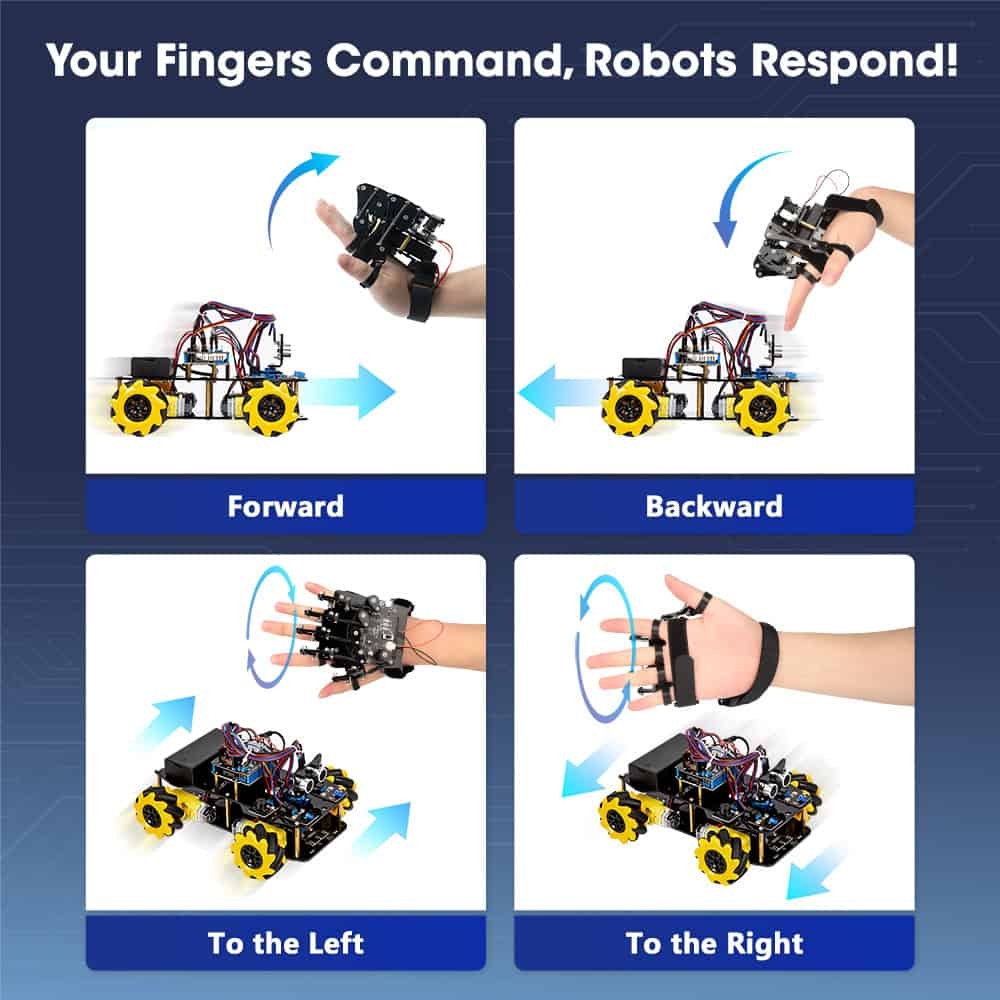 Your Fingers Command, Robots Respond!
Forward
Backward
To the Left
To the Right